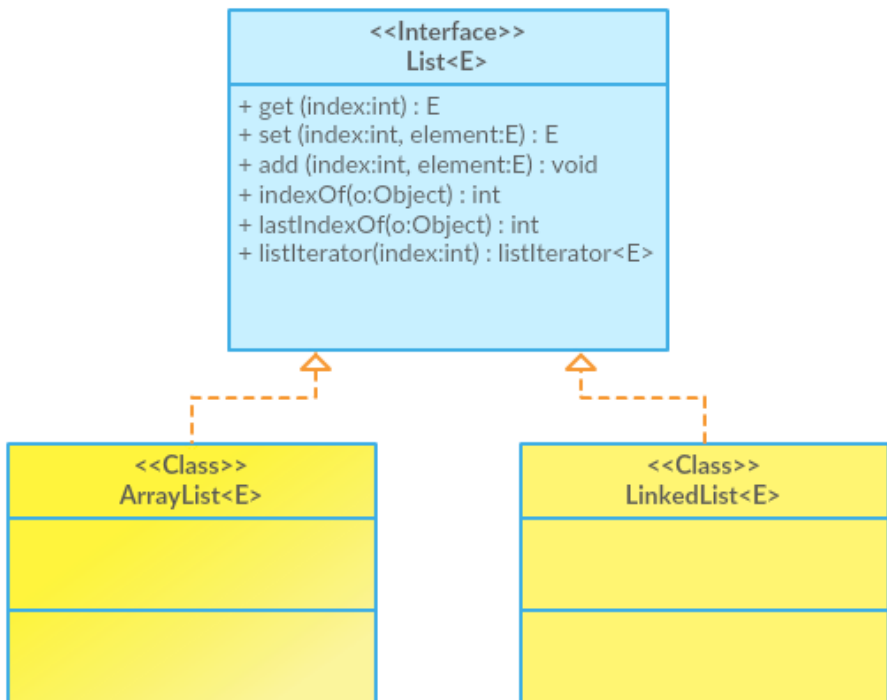 <<Interface>>
List<E>
+ get (index:int) : E
+ set (index:int, element:E) : E
+ add (index:int, element:E) : void
+ indexOf(o:Object) : int
+ lastIndexOf(o:Object) : int
+ listIterator(index:int) : listIterator<E>
<<Class>>
ArrayList<E>
<<Class>>
LinkedList<E>